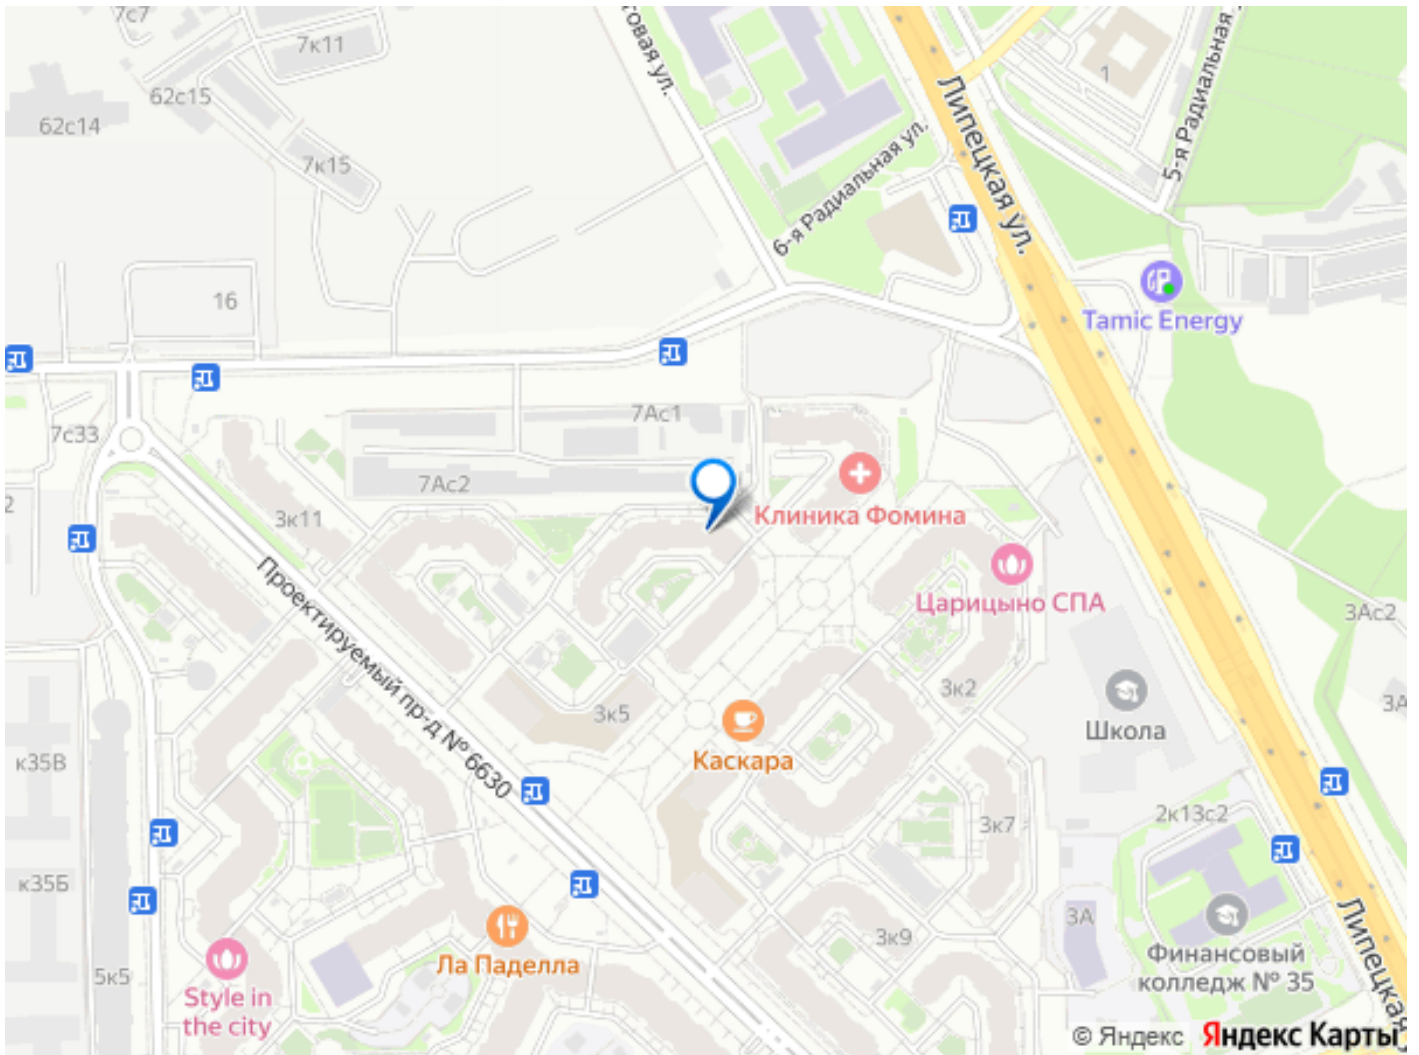 7с7
7к11
товая ул.
62с15
62с14
7к15
Липецкая ул.
6-я Радиальная ул.
5-я Радиальная
1
16
Tamic Energy
7Ас1
7с33
7Ас2
Клиника Фомина
3к11
2
Царицыно СПА
3Ас2
Проектируемый пр-д № 6630
3к2
3к5
3А
Школа
Каскара
к35В
2к13с2
3к7
к35Б
3А
3к9
Липецкая
Ла Паделла
Финансовый
колледж № 35
5к5
Style in
the city
© Яндекс Яндекс Карты